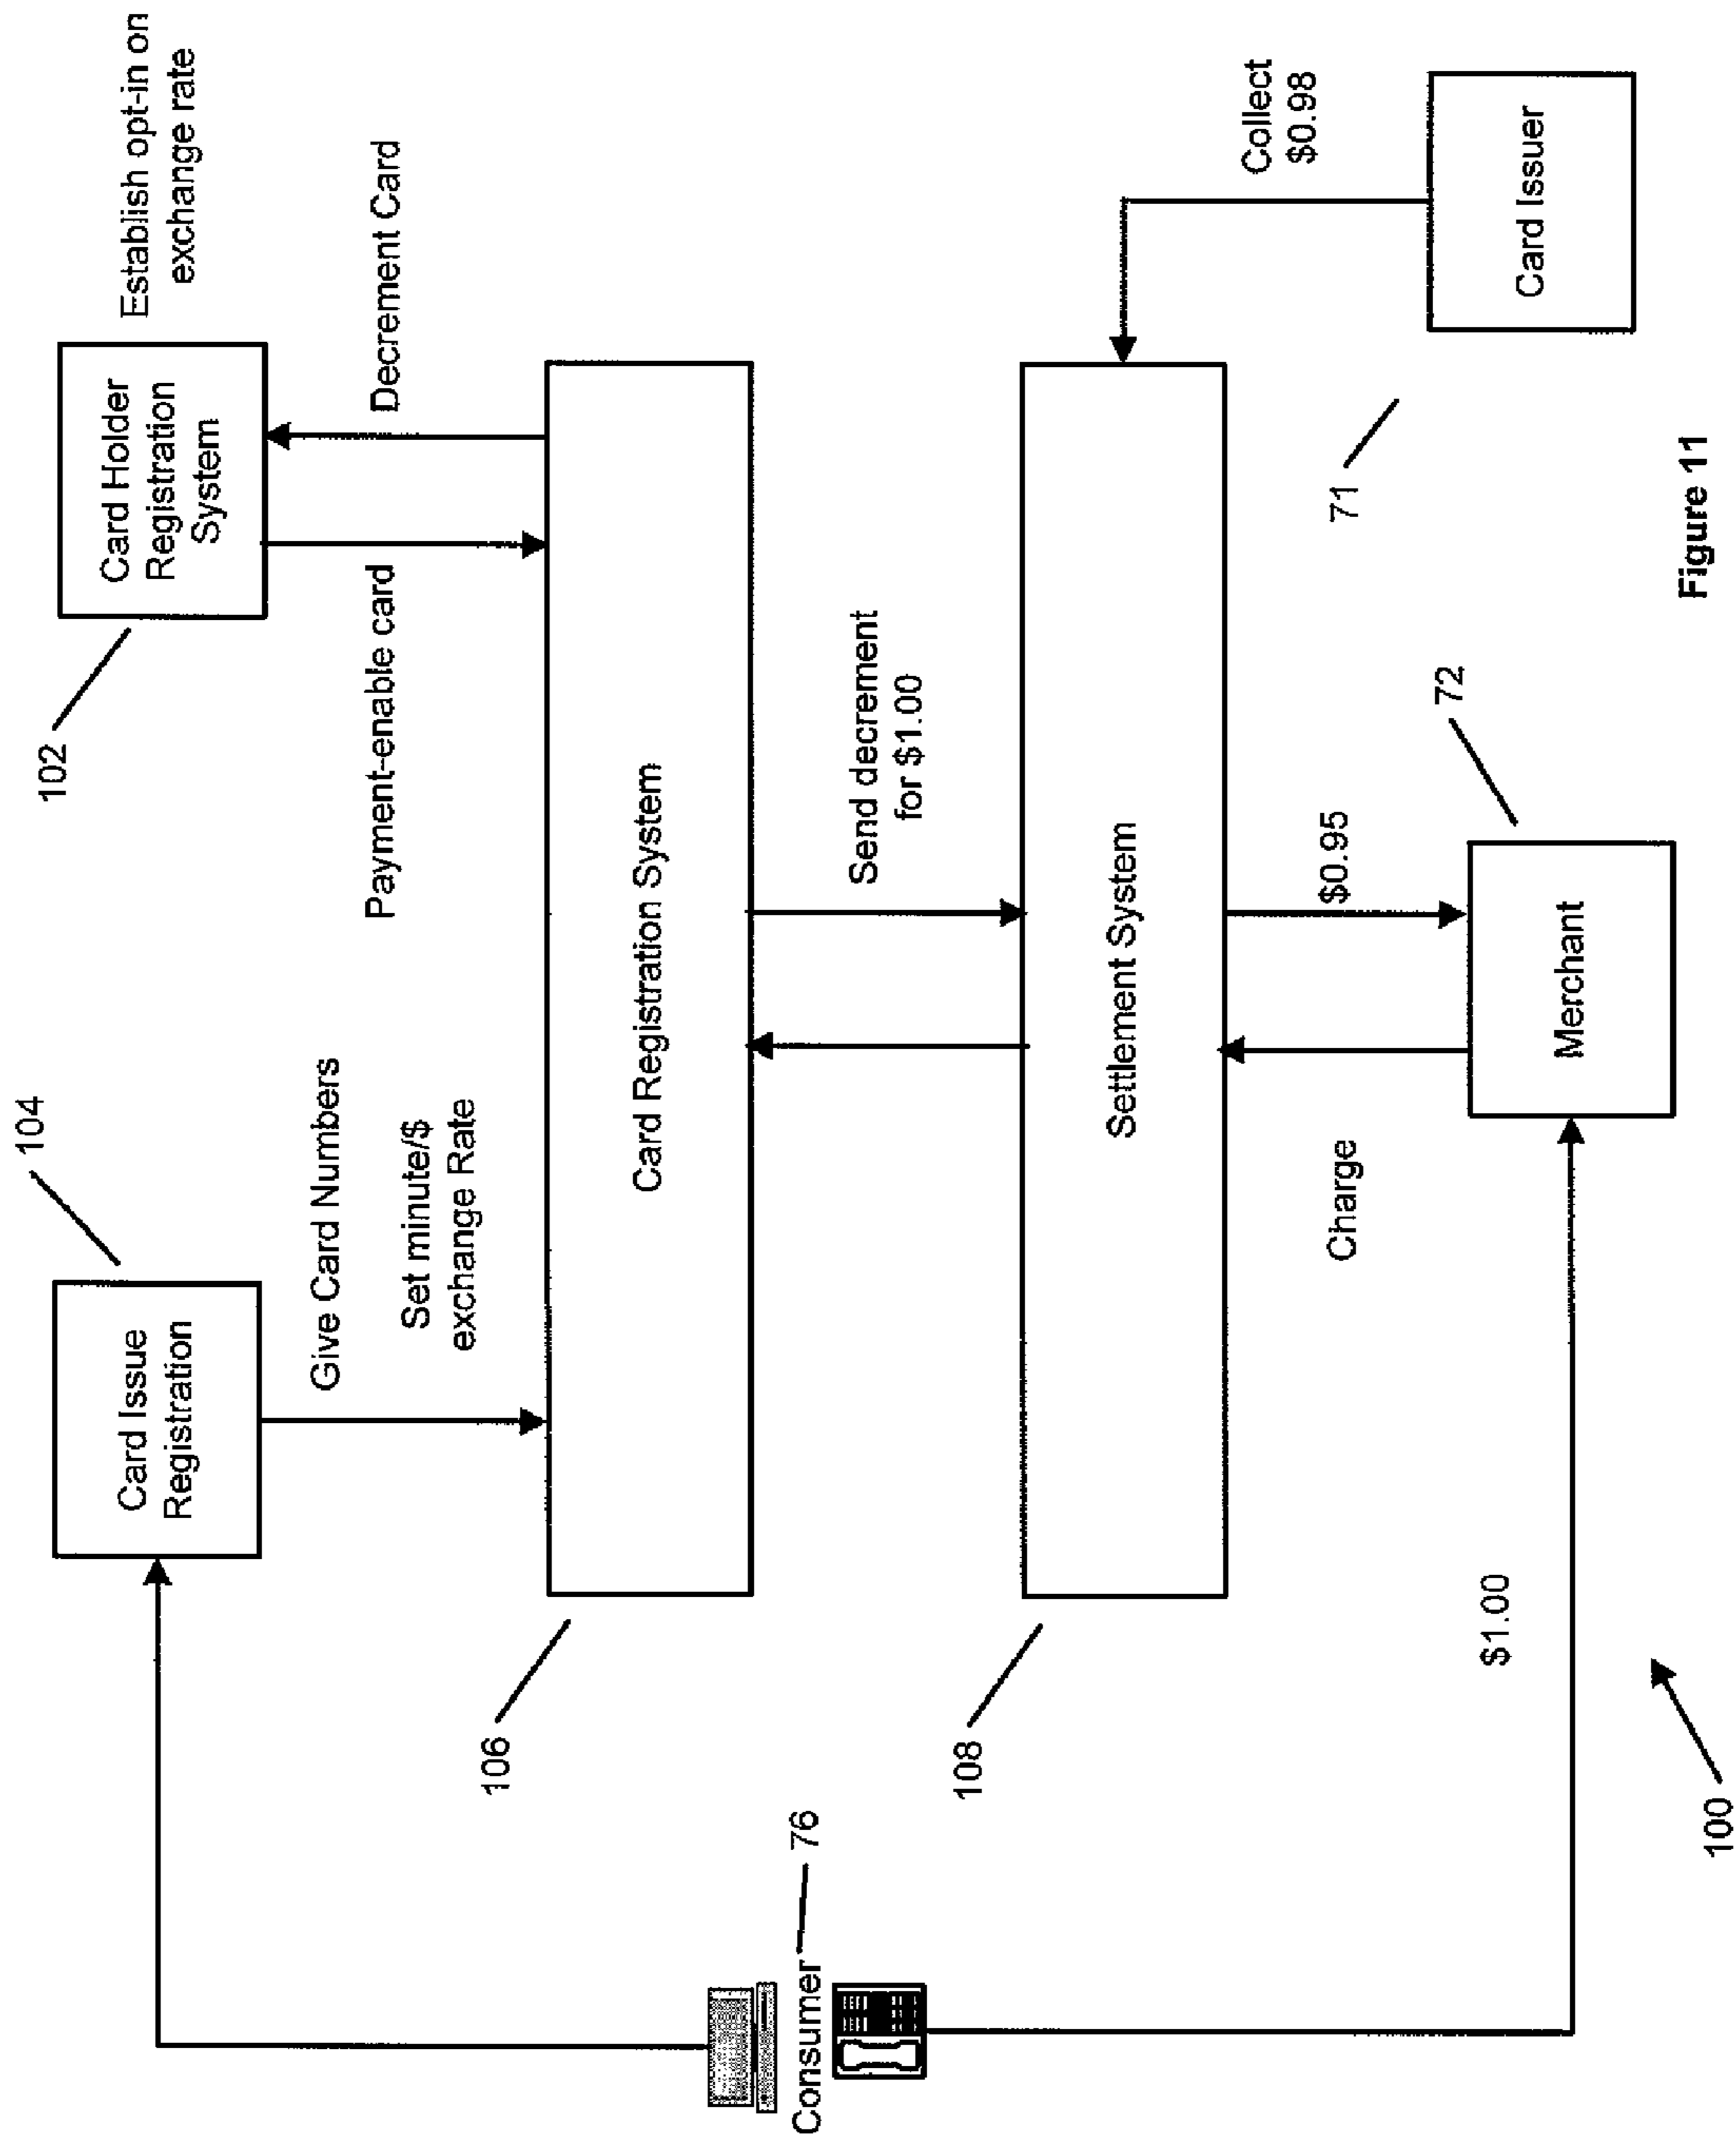 104
Card Issue
Registration
Give Card Numbers
Set minute/$
exchange Rate
102
Card Holder
Registration
System
Establish opt-in on
exchange rate
Payment-enable card
Decrement Card
106
Card Registration System
Send decrement
for $1.00
Consumer
76
108
Settlement System
Collect
$0.98
Charge
$0.95
$1.00
72
Merchant
71
Card Issuer
100
Figure 11